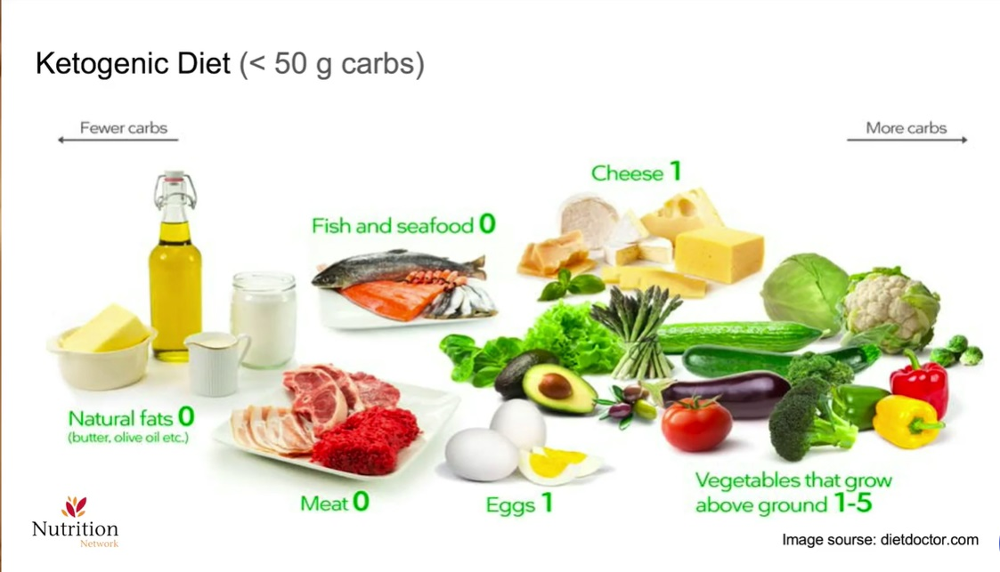 Ketogenic Diet (< 50 g carbs)
Fewer carbs
More carbs
Cheese 1
Fish and seafood 0
Natural fats 0
(butter, olive oil etc.)
Meat 0
Eggs 1
Vegetables that grow
above ground 1-5
Nutrition
Network
Image sourse: dietdoctor.com